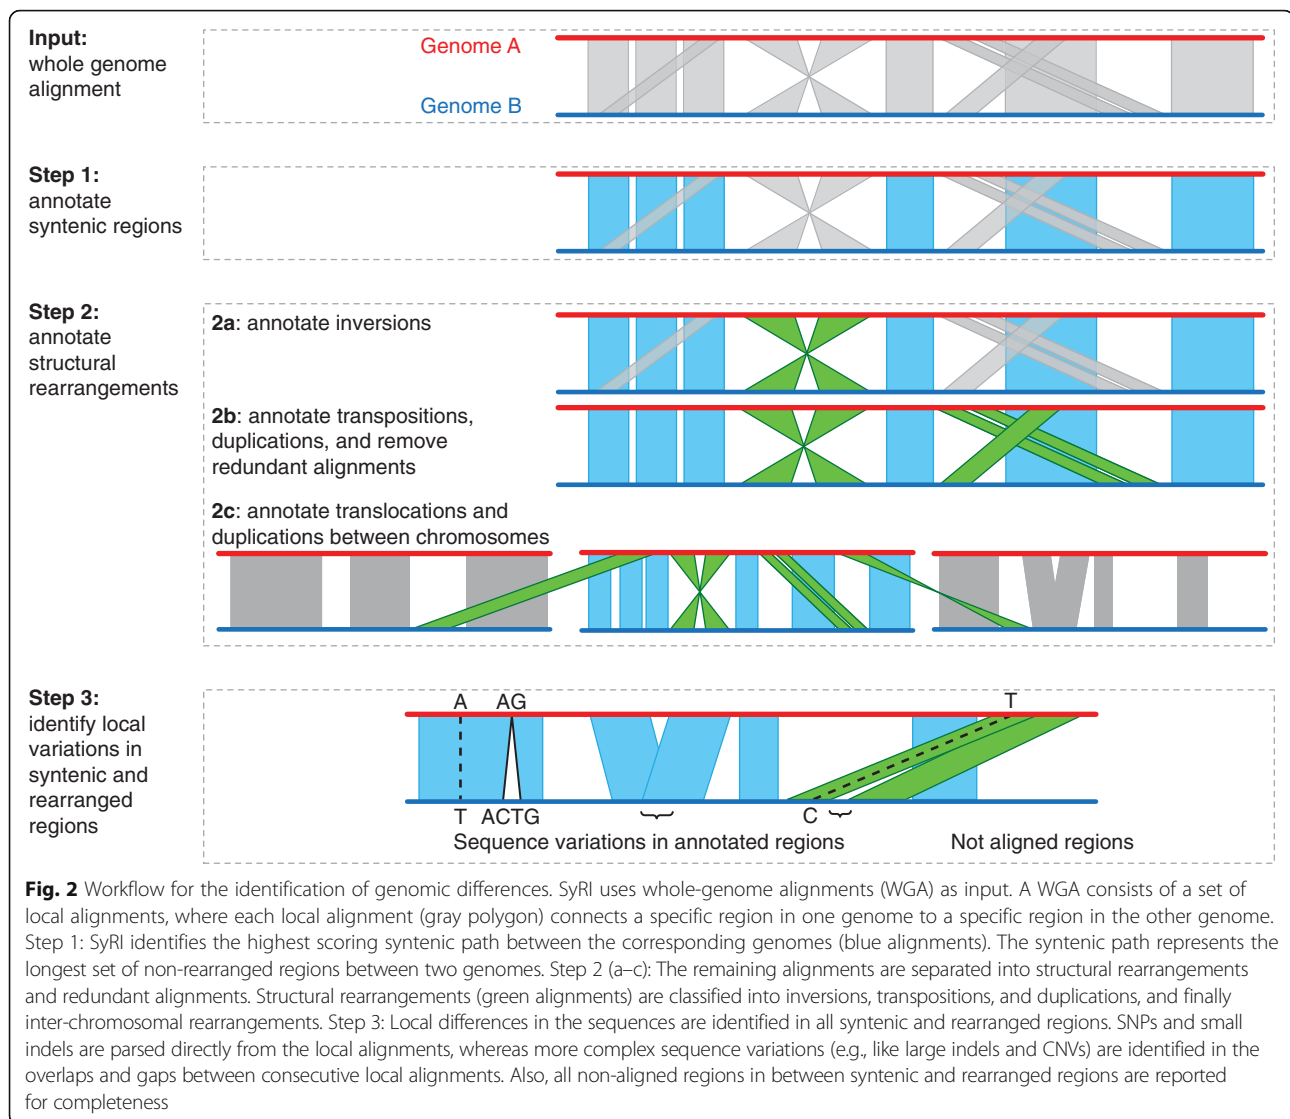 Input:
whole genome
alignment
Genome A
Genome B
Step 1:
annotate
syntenic regions
Step 2:
annotate
structural
rearrangements
2a: annotate inversions
2b: annotate transpositions,
duplications, and remove
redundant alignments
2c: annotate translocations and
duplications between chromosomes
Step 3:
identify local
variations in
syntenic and
rearranged
regions
A AG T
T ACTG C
Sequence variations in annotated regions Not aligned regions
Fig. 2 Workflow for the identification of genomic differences. SyRI uses whole-genome alignments (WGA) as input. A WGA consists of a set of
local alignments, where each local alignment (gray polygon) connects a specific region in one genome to a specific region in the other genome.
Step 1: SyRI identifies the highest scoring syntenic path between the corresponding genomes (blue alignments). The syntenic path represents the
longest set of non-rearranged regions between two genomes. Step 2 (a–c): The remaining alignments are separated into structural rearrangements
and redundant alignments. Structural rearrangements (green alignments) are classified into inversions, transpositions, and duplications, and finally
inter-chromosomal rearrangements. Step 3: Local differences in the sequences are identified in all syntenic and rearranged regions. SNPs and small
indels are parsed directly from the local alignments, whereas more complex sequence variations (e.g., like large indels and CNVs) are identified in the
overlaps and gaps between consecutive local alignments. Also, all non-aligned regions in between syntenic and rearranged regions are reported
for completeness